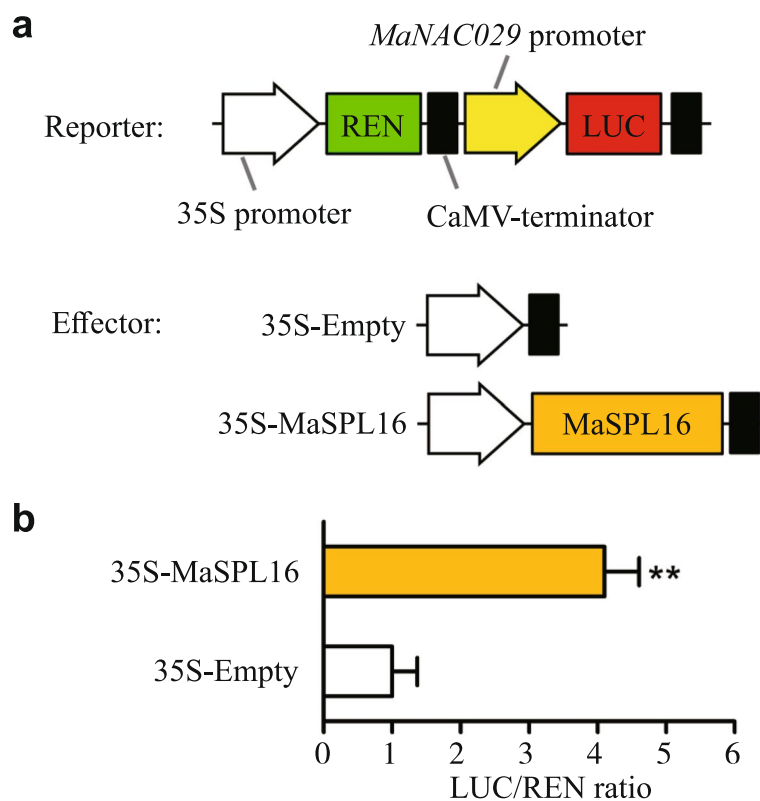 a
MaNAC029 promoter
Reporter:
REN
LUC
35S promoter
CaMV-terminator
Effector:
35S-Empty
35S-MaSPL16
MaSPL16
b
35S-MaSPL16
**
35S-Empty
0 1 2 3 4 5 6
LUC/REN ratio